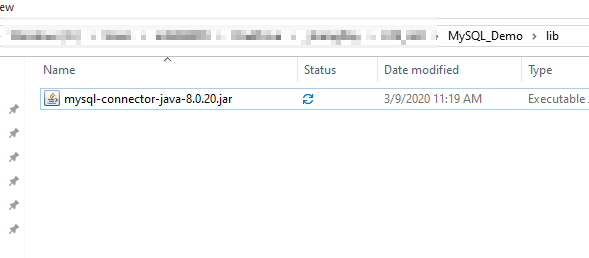 ew
MySQL_Demo > lib
Name Status Date modified Type
mysql-connector-java-8.0.20.jar 3/9/2020 11:19 AM Executable